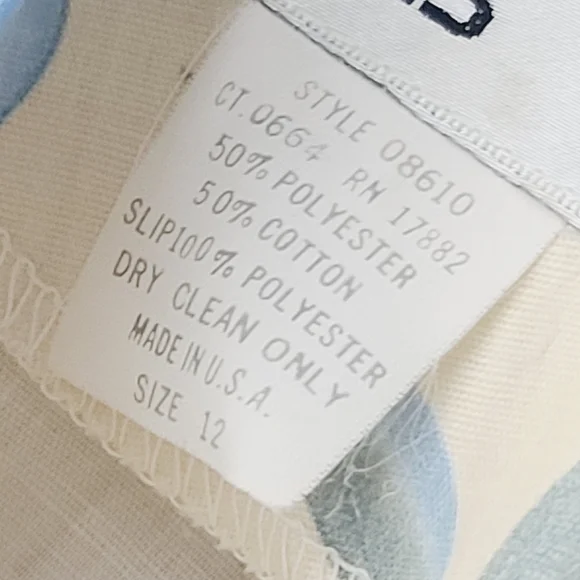 STYLE 08610
CT.0664 RN 17882
50% POLYESTER
50% COTTON
SLIP100% POLYESTER
DRY CLEAN ONLY
MADE IN U.S.A.
SIZE 12